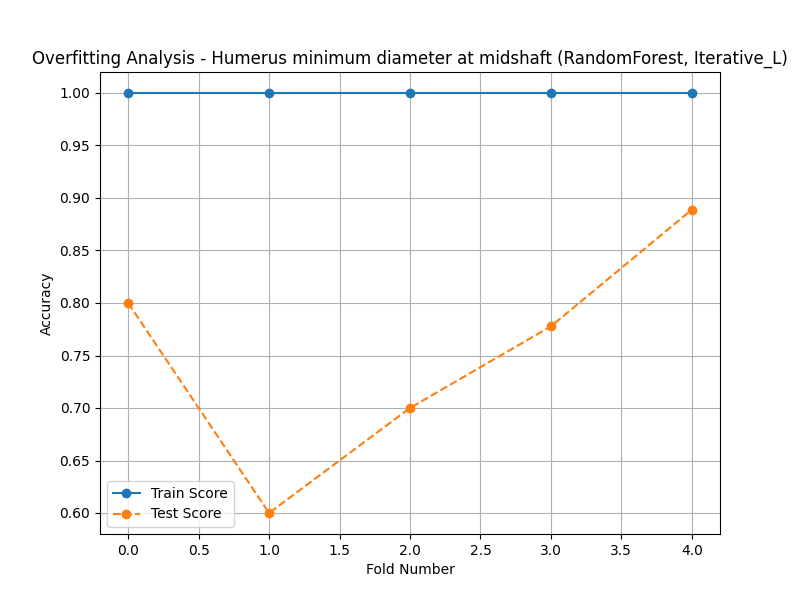 Overfitting Analysis - Humerus minimum diameter at midshaft (RandomForest, Iterative_L)
1.00
0.95
0.90
0.85
0.80
0.75
0.70
0.65
0.60
Accuracy
Train Score
Test Score
0.0 0.5 1.0 1.5 2.0 2.5 3.0 3.5 4.0
Fold Number